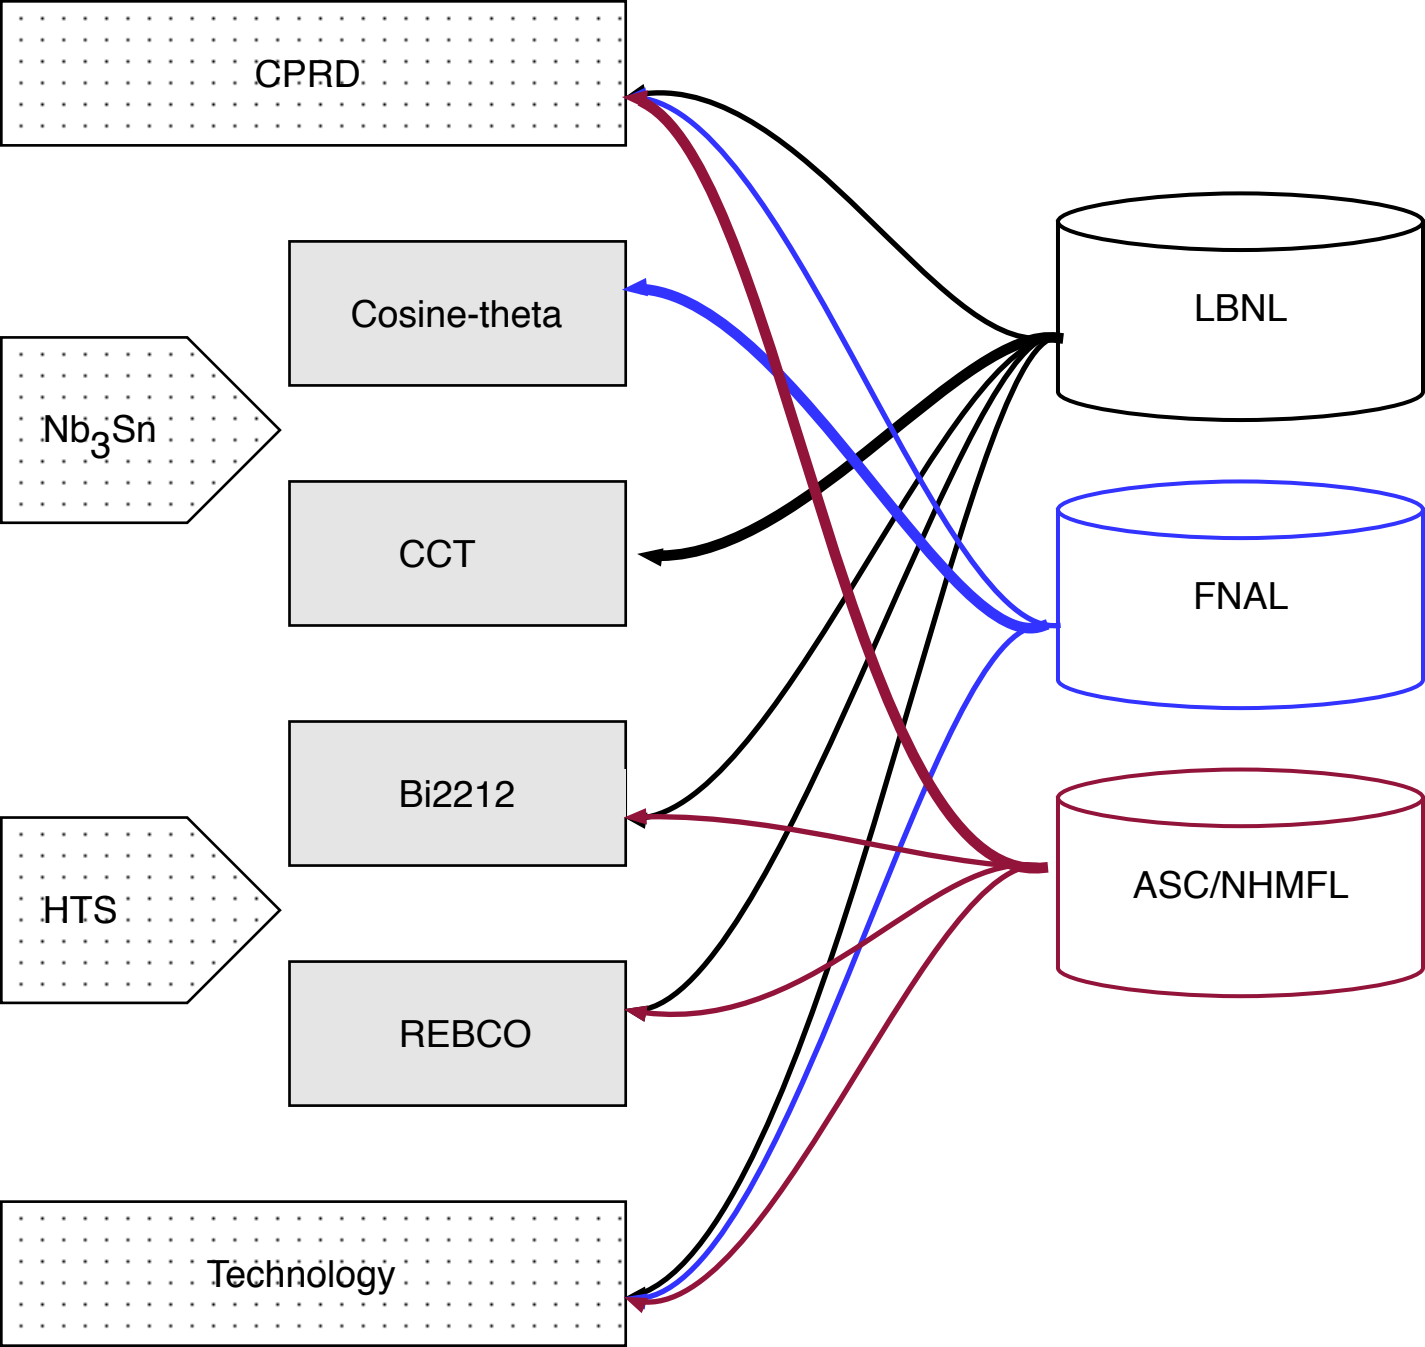 CPRD
Cosine-theta
Nb3Sn
CCT
Bi2212
HTS
REBCO
Technology
LBNL
FNAL
ASC/NHMFL